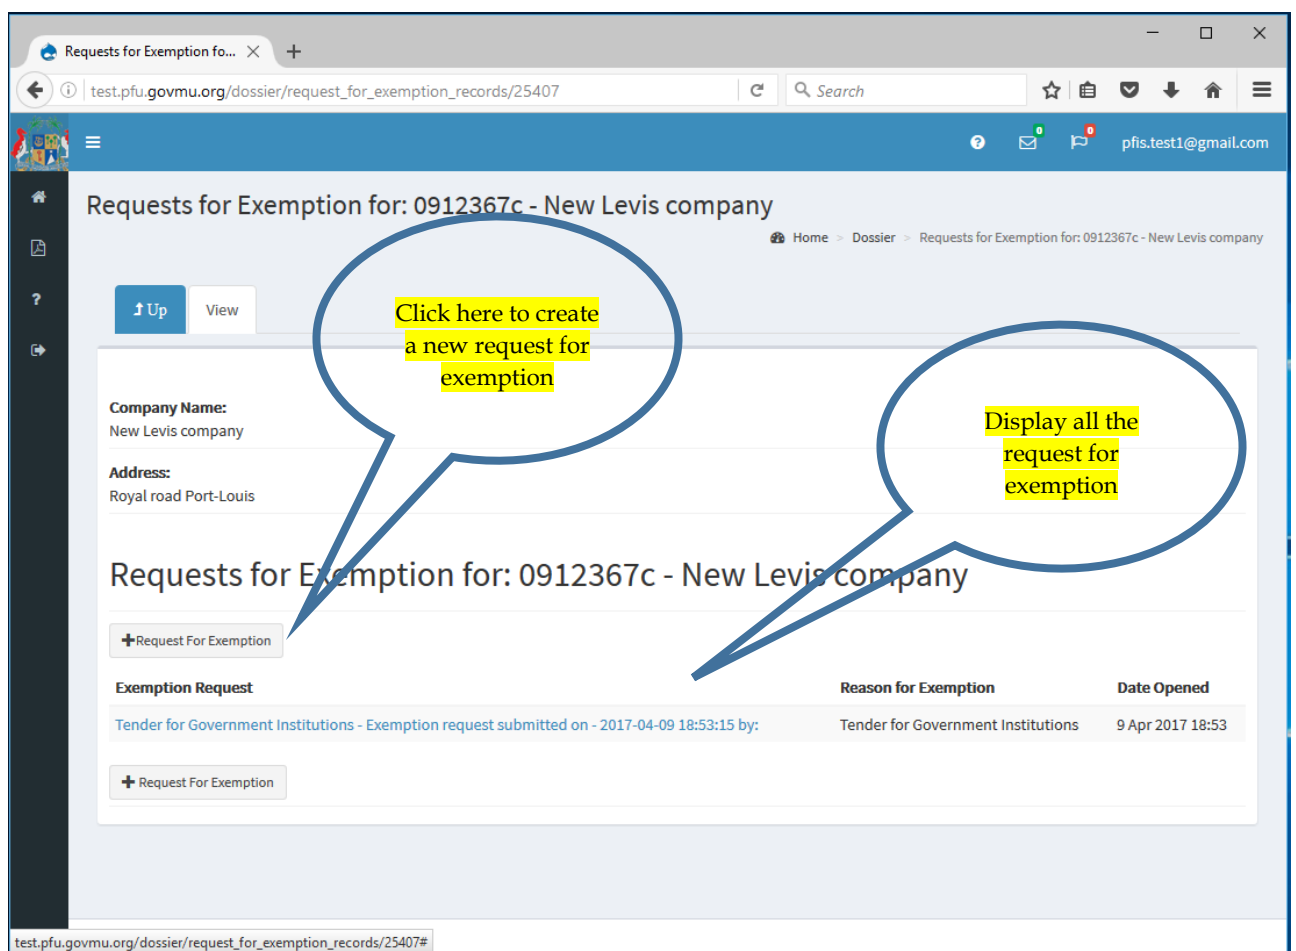 Requests for Exemption fo...
test.pfu.govmu.org/dossier/request_for_exemption_records/25407
Search
0
0
pfis.test1@gmail.com
Requests for Exemption for: 0912367c - New Levis company
Home > Dossier > Requests for Exemption for: 0912367c - New Levis company
Up
View
Click here to create
a new request for
exemption
Company Name:
New Levis company
Display all the
request for
exemption
Address:
Royal road Port-Louis
Requests for Exemption for: 0912367c - New Levis company
+Request For Exemption
Exemption Request Reason for Exemption Date Opened
Tender for Government Institutions - Exemption request submitted on - 2017-04-09 18:53:15 by: Tender for Government Institutions 9 Apr 2017 18:53
+ Request For Exemption
test.pfu.govmu.org/dossier/request_for_exemption_records/25407#